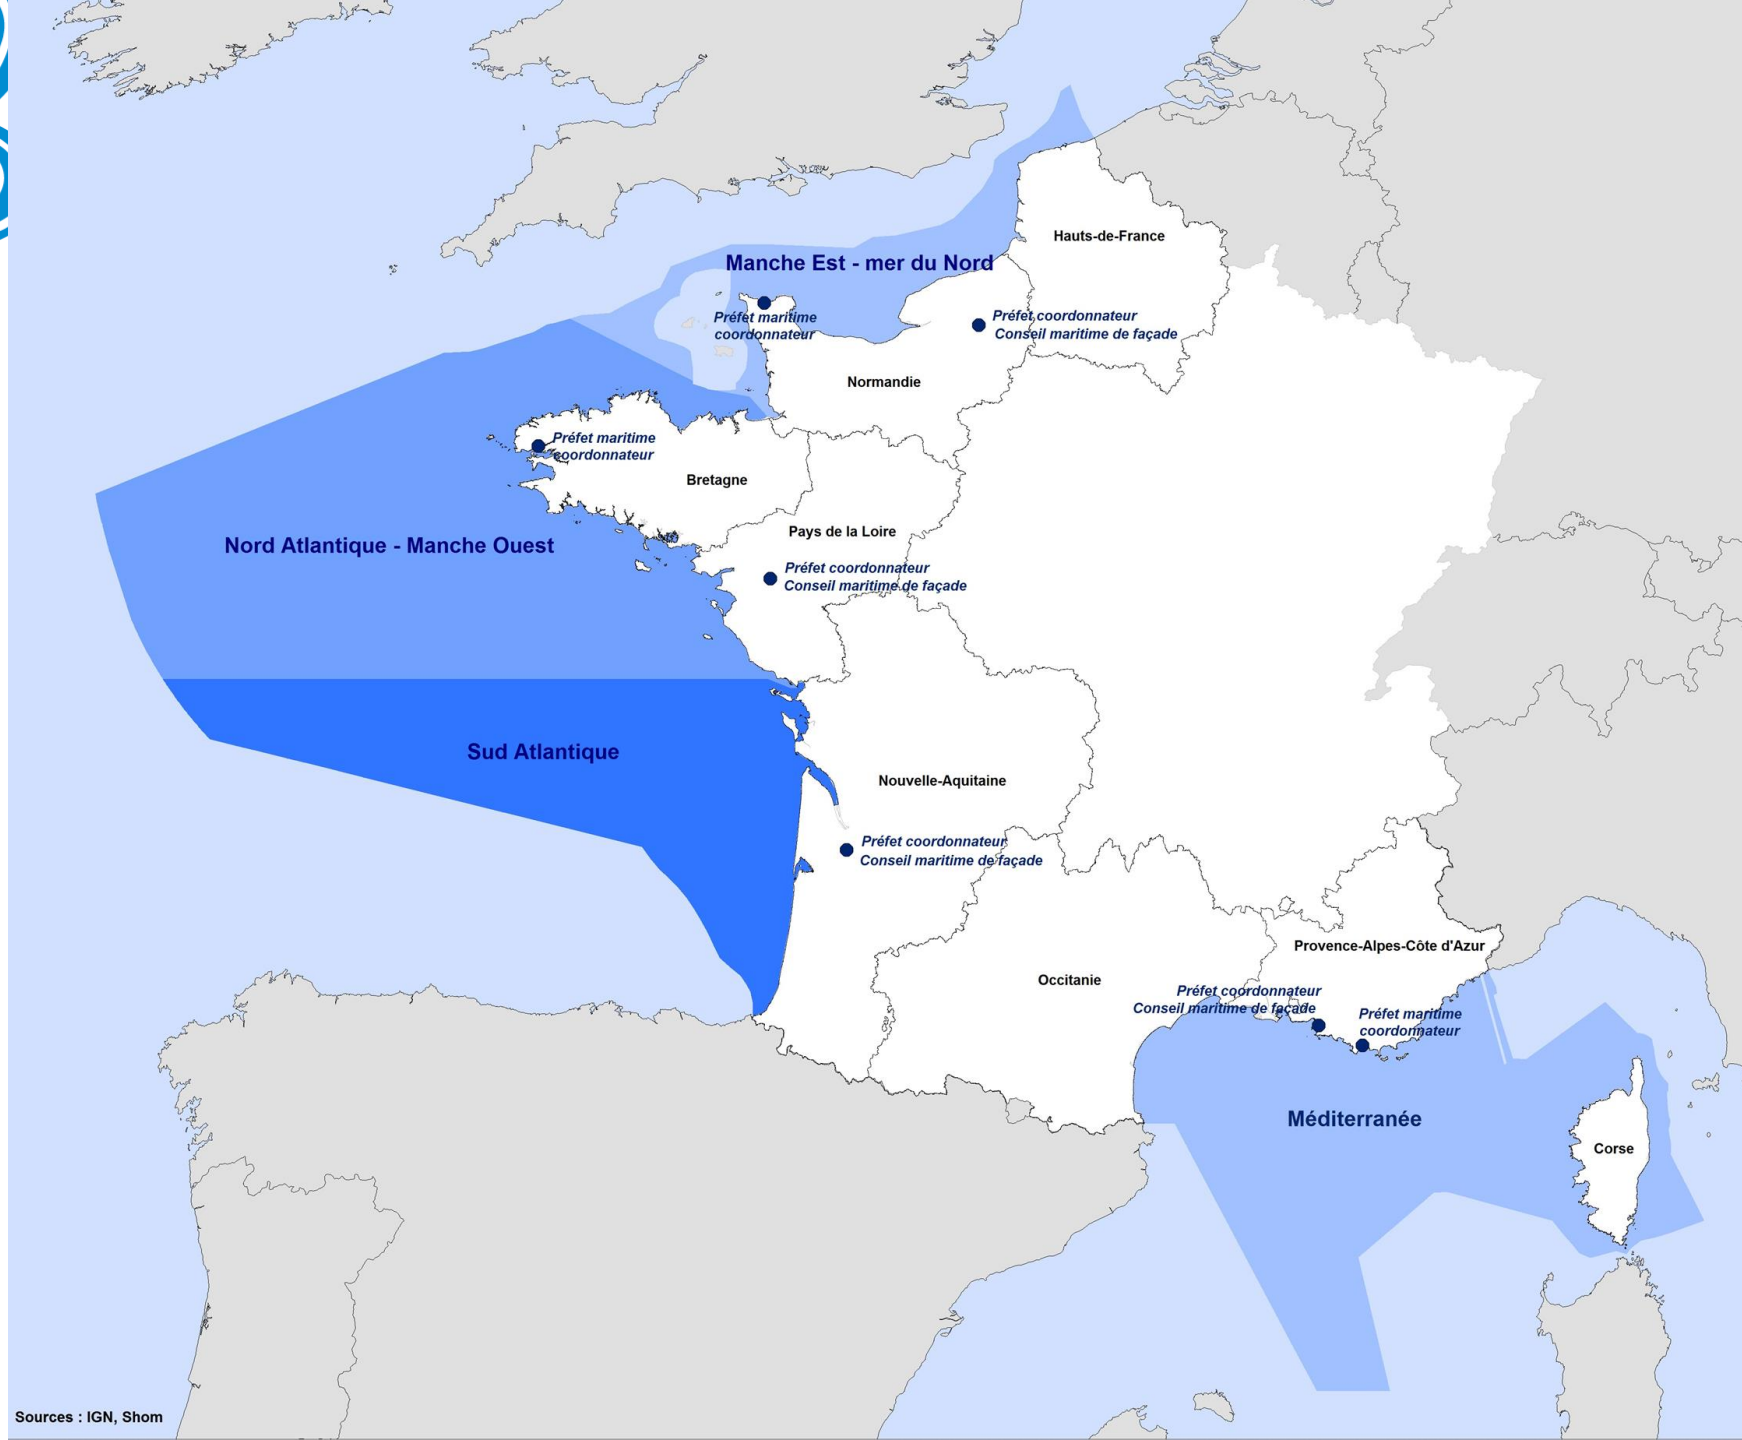 Hauts-de-France
Manche Est - mer du Nord
Préfet maritime
coordonnateur
Préfet coordonnateur
Conseil maritime de façade
Normandie
Préfet maritime
coordonnateur
Bretagne
Pays de la Loire
Nord Atlantique - Manche Ouest
Préfet coordonnateur
Conseil maritime de façade
Sud Atlantique
Nouvelle-Aquitaine
Préfet coordonnateur
Conseil maritime de façade
Provence-Alpes-Côte d'Azur
Occitanie
Préfet coordonnateur
Conseil maritime de façade
Préfet maritime
coordonnateur
Méditerranée
Corse
Sources : IGN, Shom